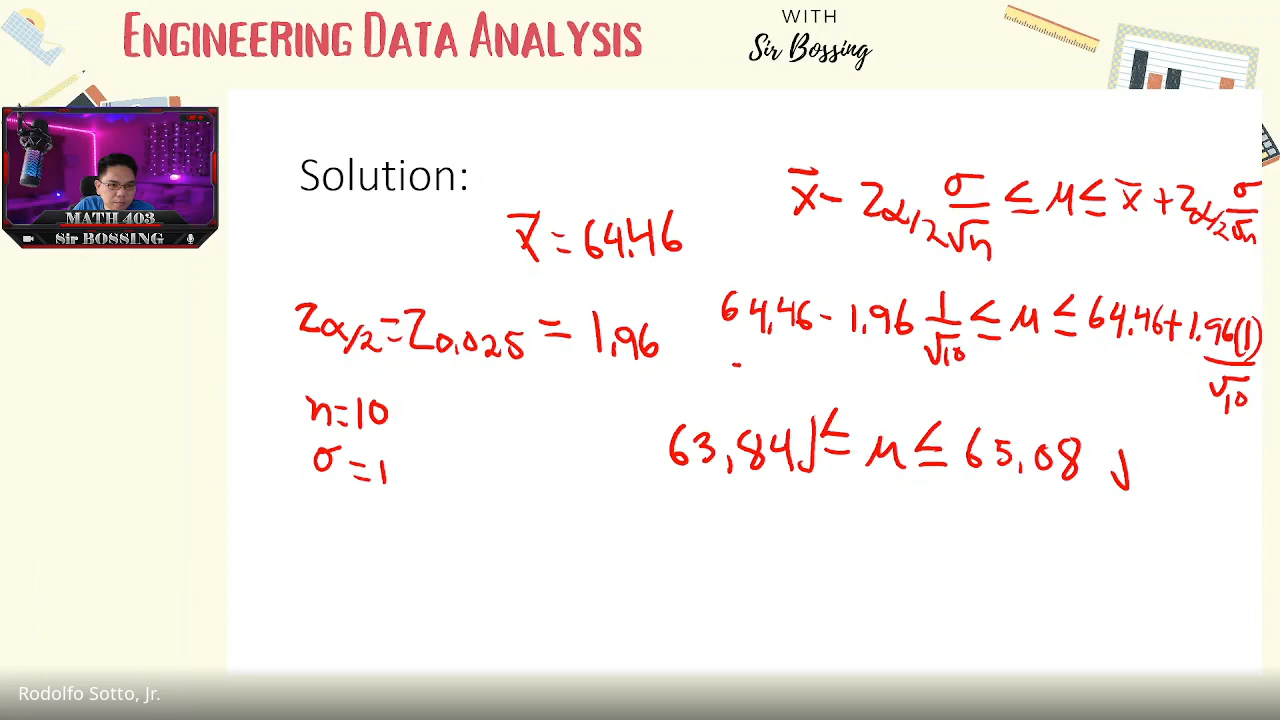 ENGINEERING DATA ANALYSIS
WITH
Sir Bossing
MATH 403
Sir BOSSING
Solution:
x̄ - Zα/2 σ/√n ≤ μ ≤ x̄ + Zα/2 σ/√n
x̄ = 64.46
Zα/2 = Z0.025 = 1.96
64.46 - 1.96 1/√10 ≤ μ ≤ 64.46 + 1.96(1)/√10
n = 10
σ = 1
63.84 J ≤ μ ≤ 65.08 J
Rodolfo Sotto, Jr.